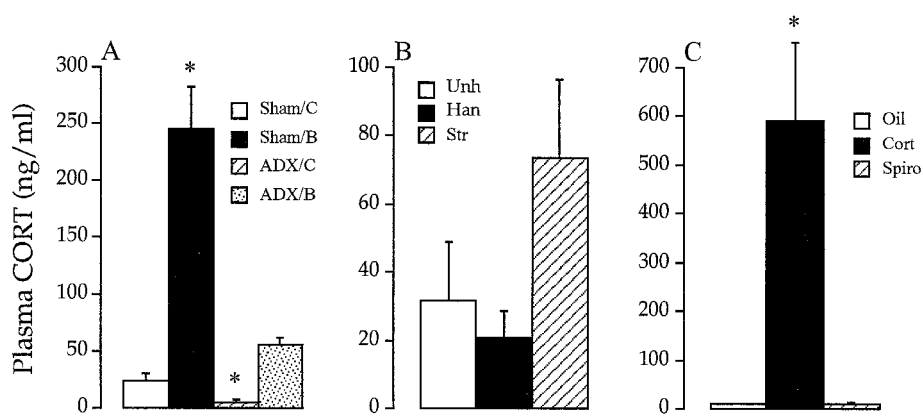 Plasma CORT (ng/ml)
A
300
250
200
150
100
50
0
*
*
Sham/C
Sham/B
ADX/C
ADX/B
B
100
80
60
40
20
0
Unh
Han
Str
C
700
600
500
400
300
200
100
0
*
Oil
Cort
Spiro